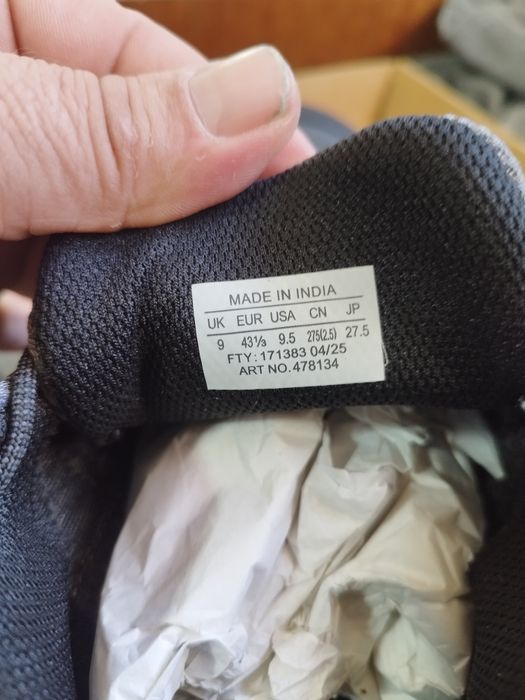 MADE IN INDIA
UK EUR USA CN JP
9 43⅓ 9.5 275(2.5) 27.5
FTY: 171383 04/25
ART NO.478134